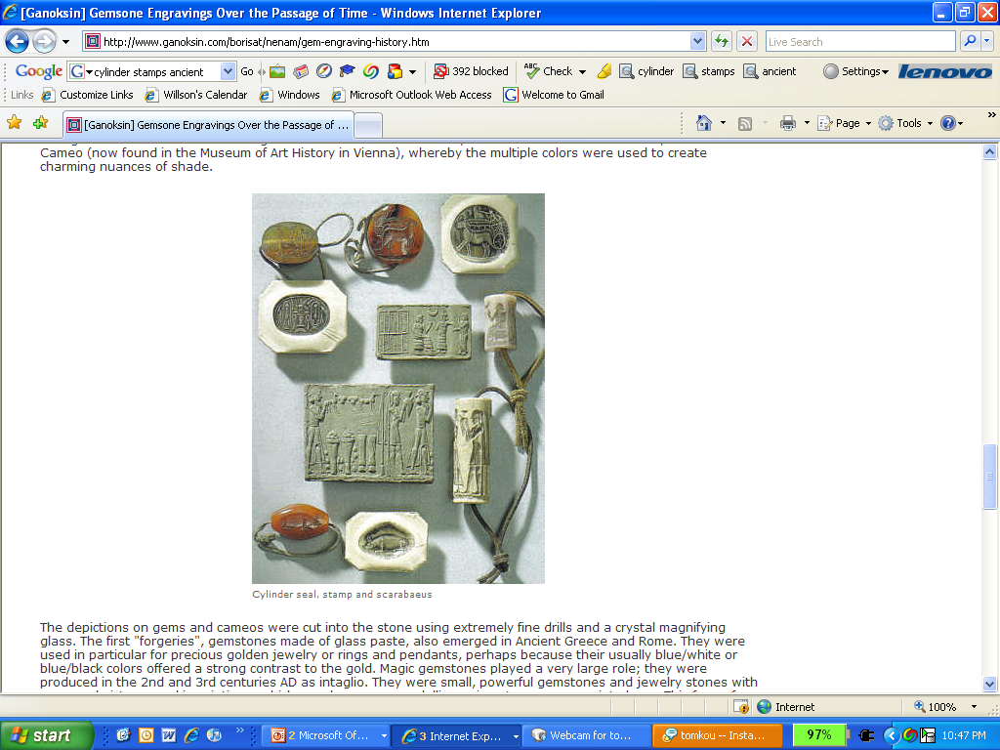 [Ganoksin] Gemsone Engravings Over the Passage of Time - Windows Internet Explorer
http://www.ganoksin.com/borisat/nenam/gem-engraving-history.htm
Live Search
Google
G cylinder stamps ancient
Go
392 blocked
Check
cylinder
stamps
ancient
Settings
lenovo
Links
Customize Links
Willson's Calendar
Windows
Microsoft Outlook Web Access
Welcome to Gmail
[Ganoksin] Gemsone Engravings Over the Passage of ...
Page
Tools
Cameo (now found in the Museum of Art History in Vienna), whereby the multiple colors were used to create
charming nuances of shade.
Cylinder seal, stamp and scarabaeus
The depictions on gems and cameos were cut into the stone using extremely fine drills and a crystal magnifying
glass. The first "forgeries", gemstones made of glass paste, also emerged in Ancient Greece and Rome. They were
used in particular for precious golden jewelry or rings and pendants, perhaps because their usually blue/white or
blue/black colors offered a strong contrast to the gold. Magic gemstones played a very large role; they were
produced in the 2nd and 3rd centuries AD as intaglio. They were small, powerful gemstones and jewelry stones with
Internet
100%
start
2 Microsoft Of...
3 Internet Exp...
Webcam for to...
tomkou -- Insta...
97%
10:47 PM